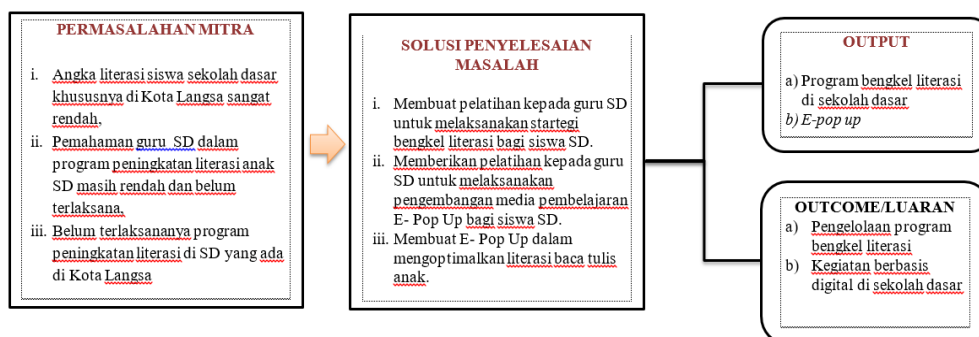 PERMASALAHAN MITRA
i. Angka literasi siswa sekolah dasar
khususnya di Kota Langsa sangat
rendah,
ii. Pemahaman guru SD dalam
program peningkatan literasi anak
SD masih rendah dan belum
terlaksana,
iii. Belum terlaksananya program
peningkatan literasi di SD yang ada
di Kota Langsa
SOLUSI PENYELESAIAN
MASALAH
i. Membuat pelatihan kepada guru SD
untuk melaksanakan startegi
bengkel literasi bagi siswa SD.
ii. Memberikan pelatihan kepada guru
SD untuk melaksanakan
pengembangan media pembelajaran
E- Pop Up bagi siswa SD.
iii. Membuat E- Pop Up dalam
mengoptimalkan literasi baca tulis
anak.
OUTPUT
a) Program bengkel literasi
di sekolah dasar
b) E-pop up
OUTCOME/LUARAN
a) Pengelolaan program
bengkel literasi
b) Kegiatan berbasis
digital di sekolah dasar